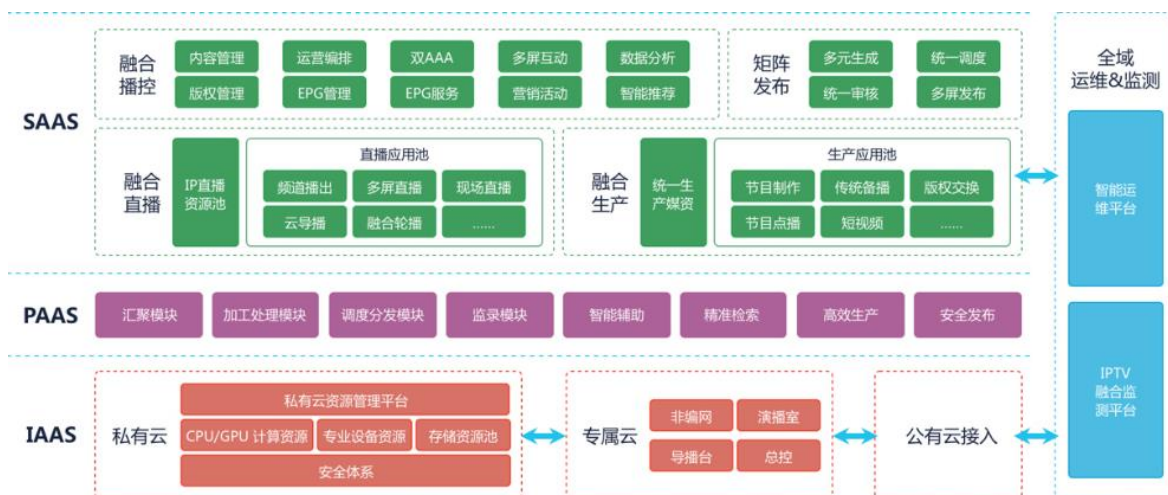 SAAS
融合
播控
内容管理
运营编排
双AAA
多屏互动
数据分析
版权管理
EPG管理
EPG服务
营销活动
智能推荐
矩阵
发布
多元生成
统一调度
统一审核
多屏发布
融合
直播
IP直播
资源池
直播应用池
频道播出
多屏直播
现场直播
云导播
融合轮播
......
融合
生产
统一生
产媒资
生产应用池
节目制作
传统备播
版权交换
节目点播
短视频
......
PAAS
汇聚模块
加工处理模块
调度分发模块
监录模块
智能辅助
精准检索
高效生产
安全发布
IAAS
私有云
私有云资源管理平台
CPU/GPU 计算资源
专业设备资源
存储资源池
安全体系
专属云
非编网
演播室
导播台
总控
公有云接入
全域
运维&监测
智能运
维平台
IPTV
融合监
测平台